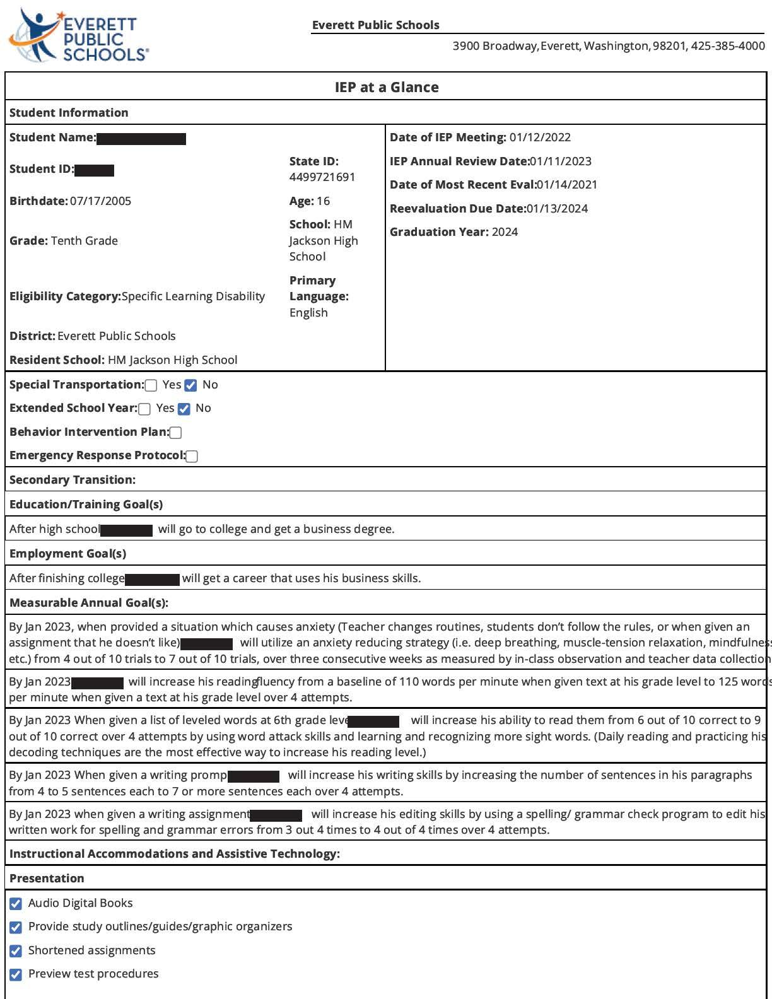 EVERETT
PUBLIC
SCHOOLS®
Everett Public Schools
3900 Broadway, Everett, Washington, 98201, 425-385-4000
IEP at a Glance
Student Information
Student Name:
Student ID:
State ID:
4499721691
Birthdate: 07/17/2005
Age: 16
Grade: Tenth Grade
School: HM
Jackson High
School
Eligibility Category:Specific Learning Disability
Primary
Language:
English
District: Everett Public Schools
Resident School: HM Jackson High School
Date of IEP Meeting: 01/12/2022
IEP Annual Review Date:01/11/2023
Date of Most Recent Eval:01/14/2021
Reevaluation Due Date:01/13/2024
Graduation Year: 2024
Special Transportation: Yes No
Extended School Year: Yes No
Behavior Intervention Plan:
Emergency Response Protocol:
Secondary Transition:
Education/Training Goal(s)
After high school will go to college and get a business degree.
Employment Goal(s)
After finishing college will get a career that uses his business skills.
Measurable Annual Goal(s):
By Jan 2023, when provided a situation which causes anxiety (Teacher changes routines, students don’t follow the rules, or when given an
assignment that he doesn’t like) will utilize an anxiety reducing strategy (i.e. deep breathing, muscle-tension relaxation, mindfulness
etc.) from 4 out of 10 trials to 7 out of 10 trials, over three consecutive weeks as measured by in-class observation and teacher data collection
By Jan 2023 will increase his reading fluency from a baseline of 110 words per minute when given text at his grade level to 125 words
per minute when given a text at his grade level over 4 attempts.
By Jan 2023 When given a list of leveled words at 6th grade leve will increase his ability to read them from 6 out of 10 correct to 9
out of 10 correct over 4 attempts by using word attack skills and learning and recognizing more sight words. (Daily reading and practicing his
decoding techniques are the most effective way to increase his reading level.)
By Jan 2023 When given a writing promp will increase his writing skills by increasing the number of sentences in his paragraphs
from 4 to 5 sentences each to 7 or more sentences each over 4 attempts.
By Jan 2023 when given a writing assignment will increase his editing skills by using a spelling/ grammar check program to edit his
written work for spelling and grammar errors from 3 out 4 times to 4 out of 4 times over 4 attempts.
Instructional Accommodations and Assistive Technology:
Presentation
Audio Digital Books
Provide study outlines/guides/graphic organizers
Shortened assignments
Preview test procedures